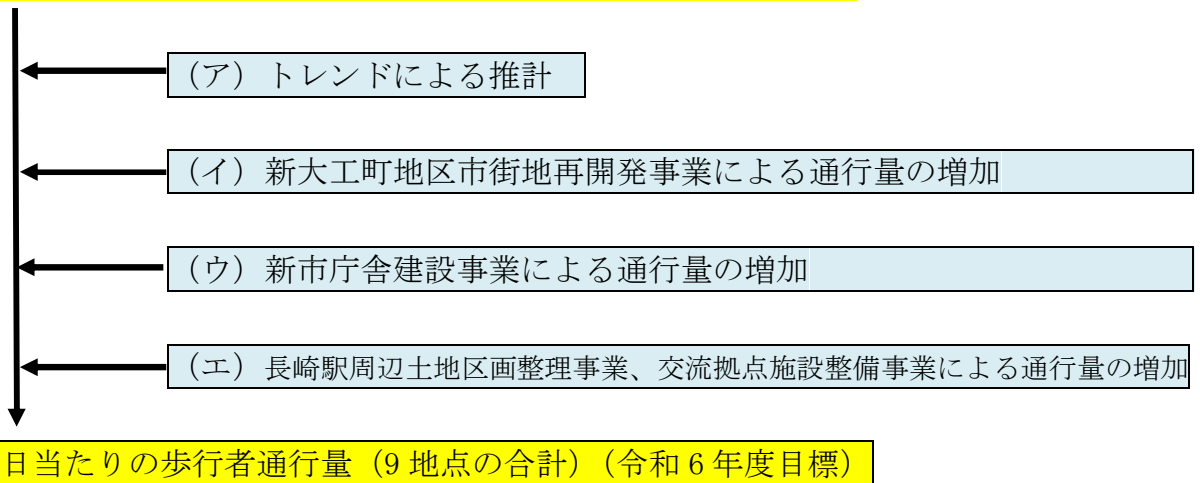 （ア）トレンドによる推計
（イ）新大工町地区市街地再開発事業による通行量の増加
（ウ）新市庁舎建設事業による通行量の増加
（エ）長崎駅周辺土地区画整理事業、交流拠点施設整備事業による通行量の増加
日当たりの歩行者通行量（9 地点の合計）（令和 6 年度目標）